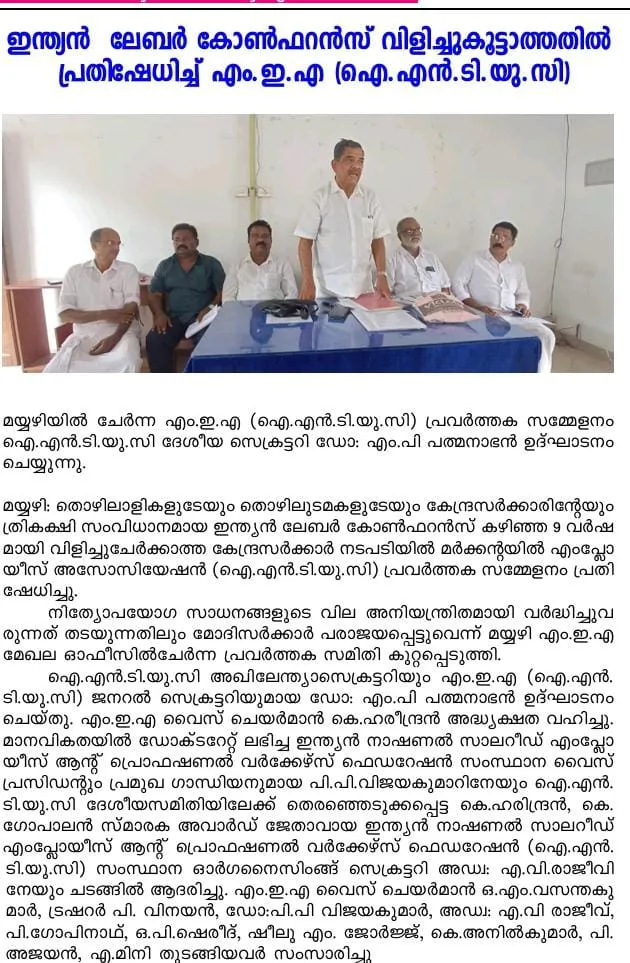 ഇന്ത്യൻ ലേബർ കോൺഫറൻസ് വിളിച്ചുകൂട്ടാത്തതിൽ
പ്രതിഷേധിച്ച് എം.ഇ.എ (ഐ.എൻ.ടി.യു.സി)
മയ്യഴിയിൽ ചേർന്ന എം.ഇ.എ (ഐ.എൻ.ടി.യു.സി) പ്രവർത്തക സമ്മേളനം
ഐ.എൻ.ടി.യു.സി ദേശീയ സെക്രട്ടറി ഡോ: എം.പി പത്മനാഭൻ ഉദ്ഘാടനം
ചെയ്യുന്നു.
മയ്യഴി: തൊഴിലാളികളുടേയും തൊഴിലുടമകളുടേയും കേന്ദ്രസർക്കാരിന്റേയും
ത്രികക്ഷി സംവിധാനമായ ഇന്ത്യൻ ലേബർ കോൺഫറൻസ് കഴിഞ്ഞ 9 വർഷ
മായി വിളിച്ചുചേർക്കാത്ത കേന്ദ്രസർക്കാർ നടപടിയിൽ മർക്കന്റയിൽ എംപ്ലോ
യീസ് അസോസിയേഷൻ (ഐ.എൻ.ടി.യു.സി) പ്രവർത്തക സമ്മേളനം പ്രതി
ഷേധിച്ചു.
നിത്യോപയോഗ സാധനങ്ങളുടെ വില അനിയന്ത്രിതമായി വർദ്ധിച്ചുവ
രുന്നത് തടയുന്നതിലും മോദിസർക്കാർ പരാജയപ്പെട്ടുവെന്ന് മയ്യഴി എം.ഇ.എ
മേഖല ഓഫീസിൽചേർന്ന പ്രവർത്തക സമിതി കുറ്റപ്പെടുത്തി.
ഐ.എൻ.ടി.യു.സി അഖിലേന്ത്യാസെക്രട്ടറിയും എം.ഇ.എ (ഐ.എൻ.
ടി.യു.സി) ജനറൽ സെക്രട്ടറിയുമായ ഡോ: എം.പി പത്മനാഭൻ ഉദ്ഘാടനം
ചെയ്തു. എം.ഇ.എ വൈസ് ചെയർമാൻ കെ.ഹരീന്ദ്രൻ അദ്ധ്യക്ഷത വഹിച്ചു.
മാനവികതയിൽ ഡോക്ടറേറ്റ് ലഭിച്ച ഇന്ത്യൻ നാഷണൽ സാലറീഡ് എംപ്ലോ
യീസ് ആന്റ് പ്രൊഫഷണൽ വർക്കേഴ്സ് ഫെഡറേഷൻ സംസ്ഥാന വൈസ്
പ്രസിഡന്റും പ്രമുഖ ഗാന്ധിയനുമായ പി.പി.വിജയകുമാറിനേയും ഐ.എൻ.
ടി.യു.സി ദേശീയസമിതിയിലേക്ക് തെരഞ്ഞെടുക്കപ്പെട്ട കെ.ഹരിന്ദ്രൻ, കെ.
ഗോപാലൻ സ്മാരക അവാർഡ് ജേതാവായ ഇന്ത്യൻ നാഷണൽ സാലറീഡ്
എംപ്ലോയീസ് ആന്റ് പ്രൊഫഷണൽ വർക്കേഴ്സ് ഫെഡറേഷൻ (ഐ.എൻ.
ടി.യു.സി) സംസ്ഥാന ഓർഗനൈസിംങ്ങ് സെക്രട്ടറി അഡ്വ: എ.വി.രാജീവി
നേയും ചടങ്ങിൽ ആദരിച്ചു. എം.ഇ.എ വൈസ് ചെയർമാൻ ഒ.എം.വസന്തകു
മാർ, ട്രഷറർ പി. വിനയൻ, ഡോ:പി.പി വിജയകുമാർ, അഡ്വ: എ.വി രാജീവ്,
പി.ഗോപിനാഥ്, ഒ.പി.ഷെരീദ്, ഷീലു എം. ജോർജ്ജ്, കെ.അനിൽകുമാർ, പി.
അജയൻ, എ.മിനി തുടങ്ങിയവർ സംസാരിച്ചു